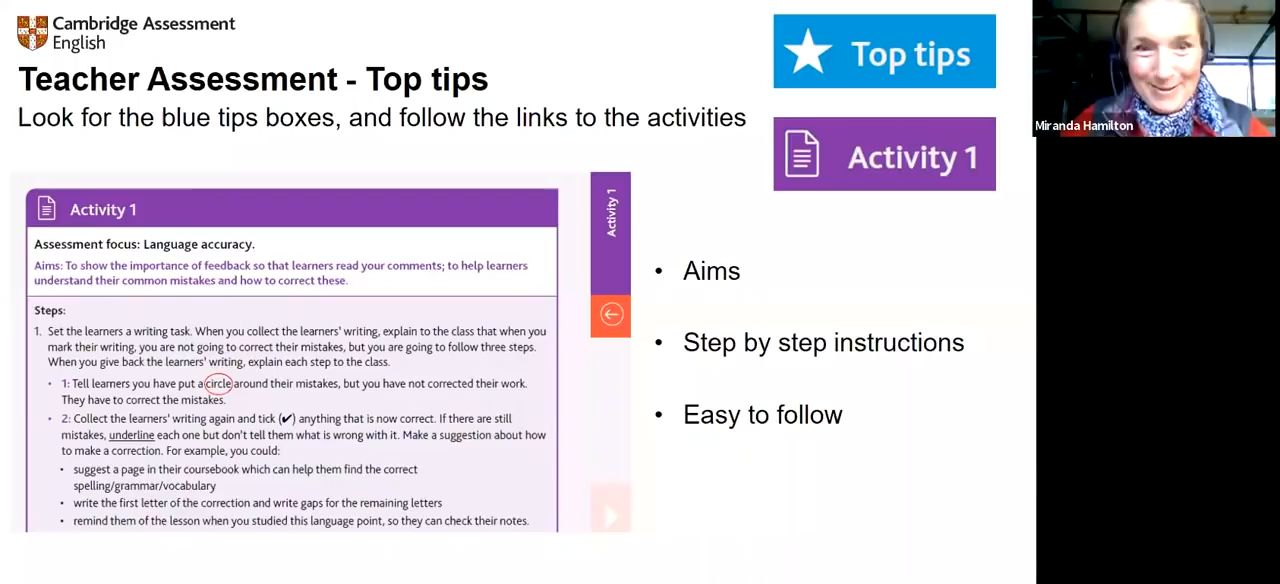 Cambridge Assessment
English
Teacher Assessment - Top tips
Look for the blue tips boxes, and follow the links to the activities
Top tips
Activity 1
Miranda Hamilton
Activity 1
Assessment focus: Language accuracy.
Aims: To show the importance of feedback so that learners read your comments; to help learners
understand their common mistakes and how to correct these.
Steps:
1. Set the learners a writing task. When you collect the learners' writing, explain to the class that when you
mark their writing, you are not going to correct their mistakes, but you are going to follow three steps.
When you give back the learners' writing, explain each step to the class.
• 1: Tell learners you have put a circle around their mistakes, but you have not corrected their work.
They have to correct the mistakes.
• 2: Collect the learners' writing again and tick (✔) anything that is now correct. If there are still
mistakes, underline each one but don't tell them what is wrong with it. Make a suggestion about how
to make a correction. For example, you could:
• suggest a page in their coursebook which can help them find the correct
spelling/grammar/vocabulary
• write the first letter of the correction and write gaps for the remaining letters
• remind them of the lesson when you studied this language point, so they can check their notes.
Activity 1
• Aims
• Step by step instructions
• Easy to follow